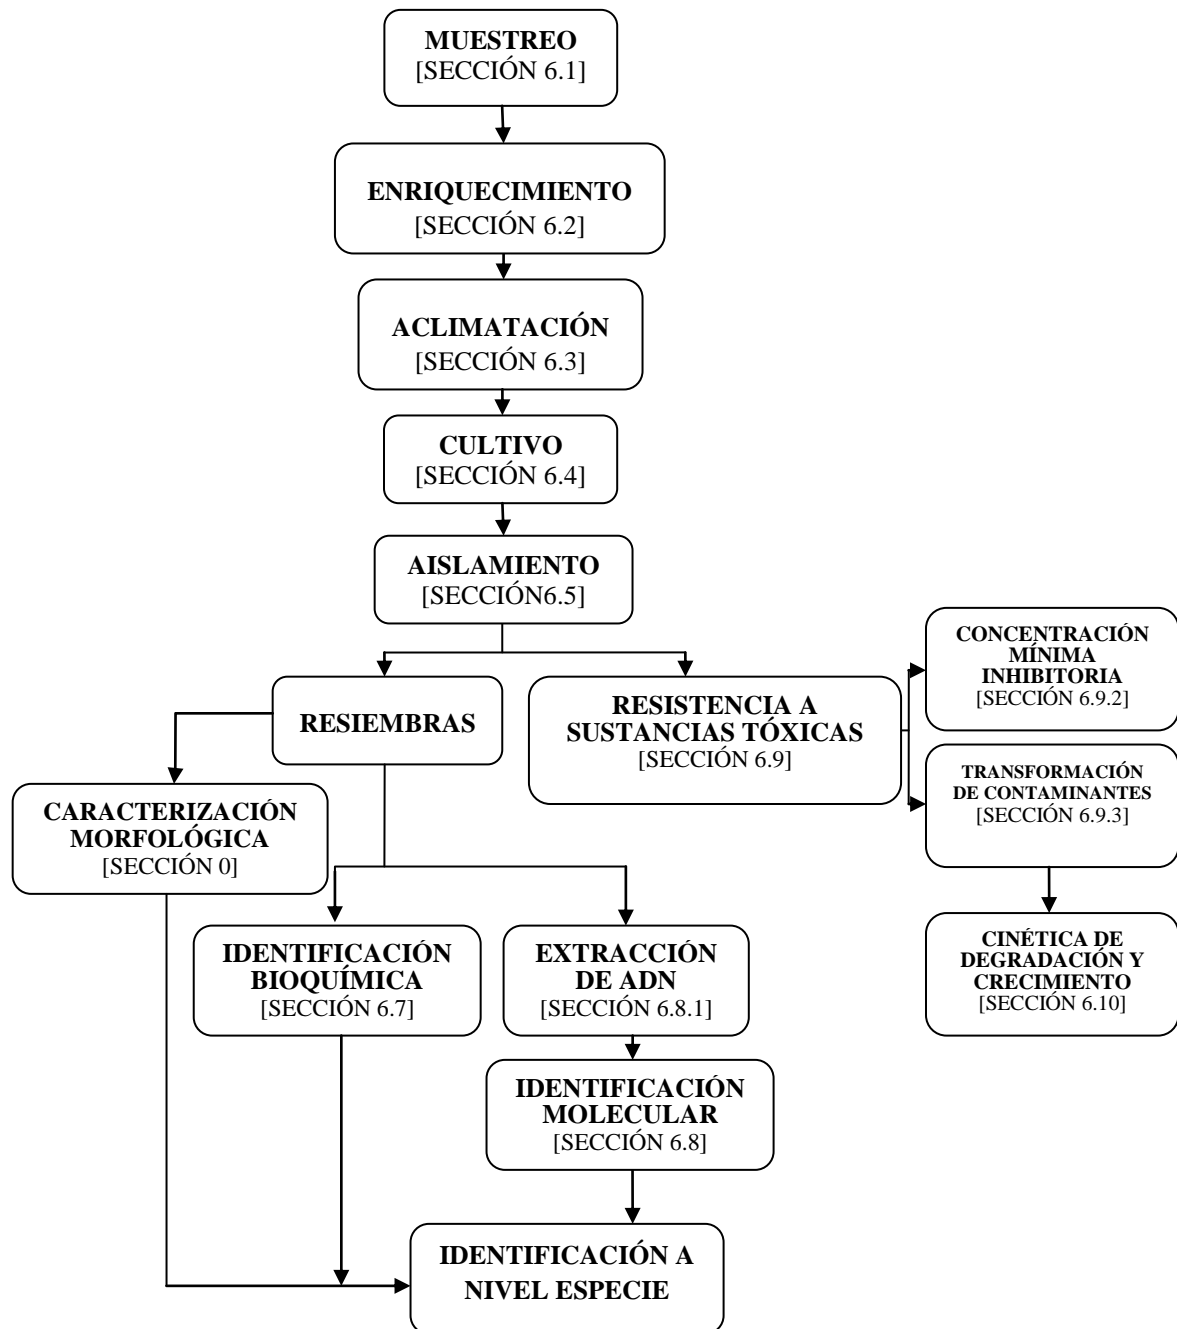 MUESTREO
[SECCIÓN 6.1]
ENRIQUECIMIENTO
[SECCIÓN 6.2]
ACLIMATACIÓN
[SECCIÓN 6.3]
CULTIVO
[SECCIÓN 6.4]
AISLAMIENTO
[SECCIÓN6.5]
RESIEMBRAS
RESISTENCIA A
SUSTANCIAS TÓXICAS
[SECCIÓN 6.9]
CONCENTRACIÓN
MÍNIMA
INHIBITORIA
[SECCIÓN 6.9.2]
TRANSFORMACIÓN
DE CONTAMINANTES
[SECCIÓN 6.9.3]
CARACTERIZACIÓN
MORFOLÓGICA
[SECCIÓN 0]
IDENTIFICACIÓN
BIOQUÍMICA
[SECCIÓN 6.7]
EXTRACCIÓN
DE ADN
[SECCIÓN 6.8.1]
CINÉTICA DE
DEGRADACIÓN Y
CRECIMIENTO
[SECCIÓN 6.10]
IDENTIFICACIÓN
MOLECULAR
[SECCIÓN 6.8]
IDENTIFICACIÓN A
NIVEL ESPECIE